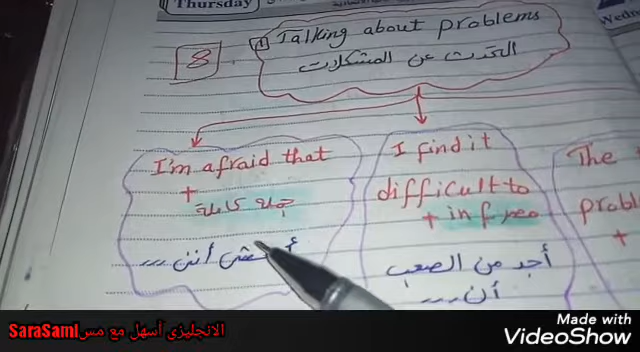 Thursday
Wedne
8
① Talking about problems
التحدث عن المشكلات
I'm afraid that
+
جملة كاملة
أخشى أنني ...
I find it
difficult to
+ inf
أجد من الصعب
أن ...
The
probl
+
الانجليزى أسهل مع مس SaraSamI
Made with
VideoShow